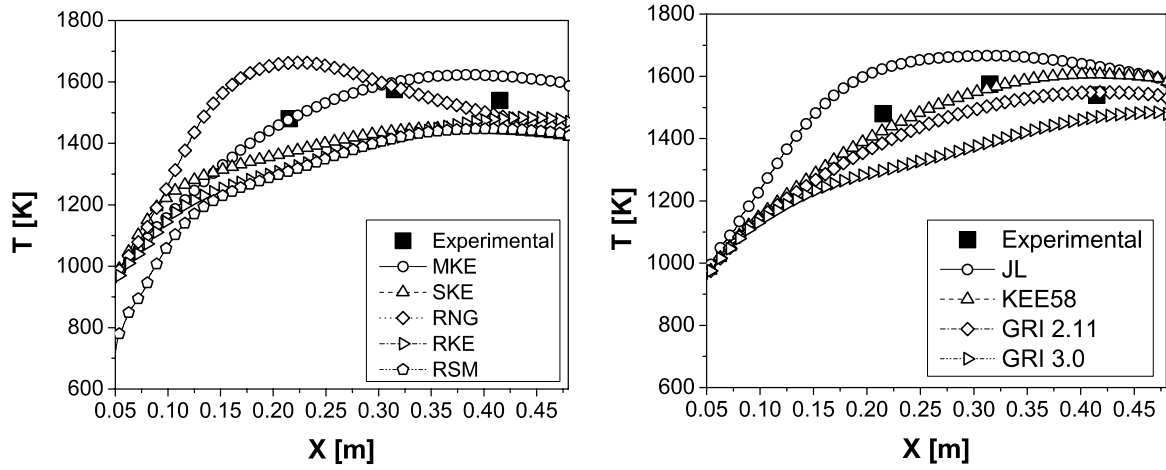 1800
1600
1400
1200
1000
800
600
T [K]
0.05 0.10 0.15 0.20 0.25 0.30 0.35 0.40 0.45
X [m]
Experimental
MKE
SKE
RNG
RKE
RSM
1800
1600
1400
1200
1000
800
600
T [K]
0.05 0.10 0.15 0.20 0.25 0.30 0.35 0.40 0.45
X [m]
Experimental
JL
KEE58
GRI 2.11
GRI 3.0